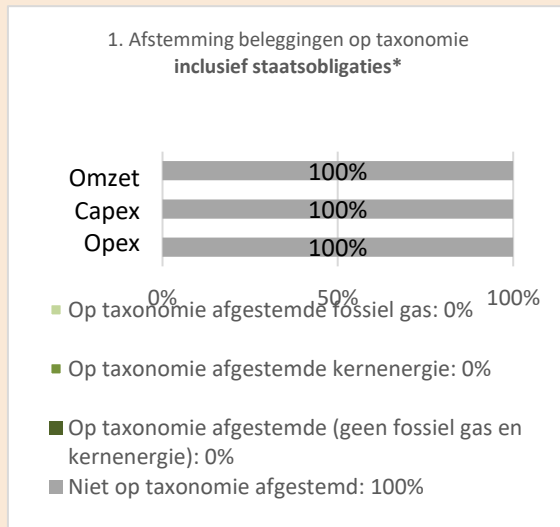 1. Afstemming beleggingen op taxonomie
inclusief staatsobligaties*
Omzet 100%
Capex 100%
Opex 100%
0% 50% 100%
Op taxonomie afgestemde fossiel gas: 0%
Op taxonomie afgestemde kernenergie: 0%
Op taxonomie afgestemde (geen fossiel gas en
kernenergie): 0%
Niet op taxonomie afgestemd: 100%